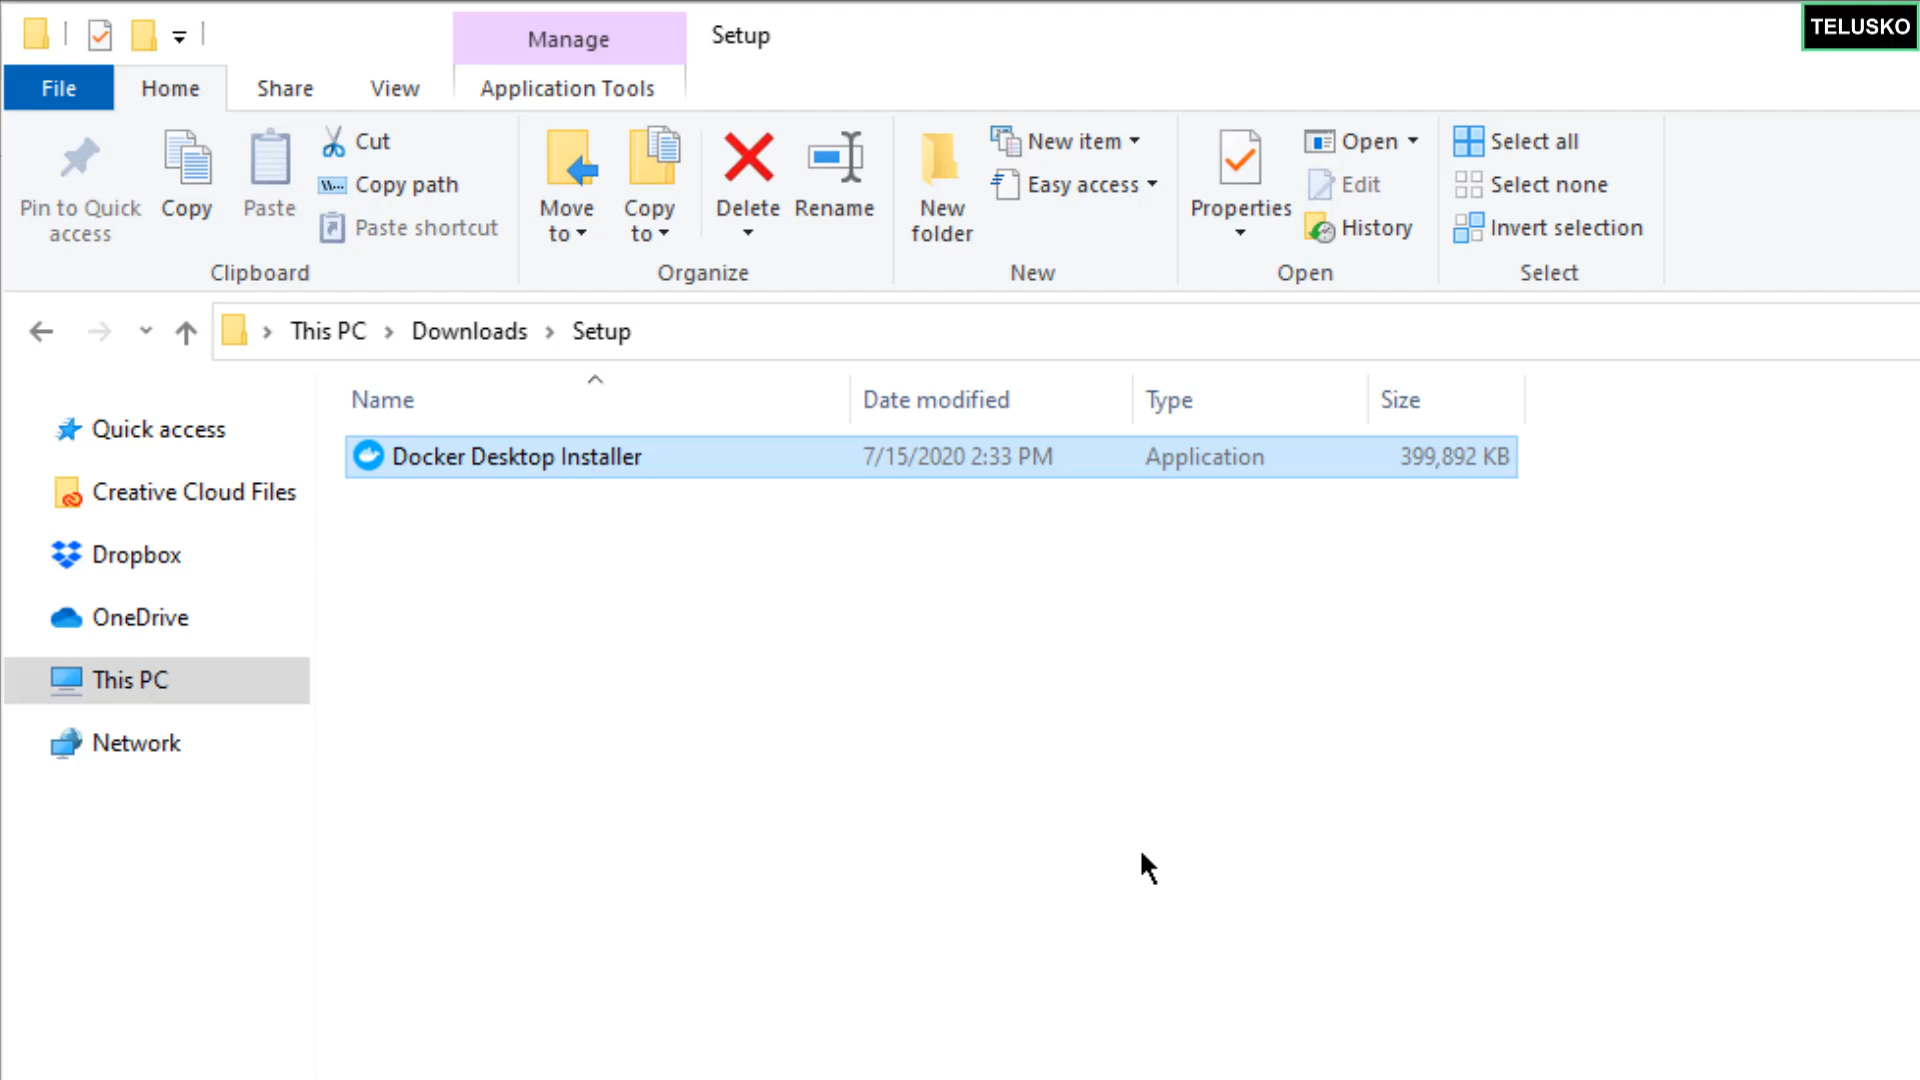 Manage
Setup
TELUSKO
File
Home
Share
View
Application Tools
Pin to Quick
access
Copy
Paste
Cut
Copy path
Paste shortcut
Clipboard
Move
to
Copy
to
Delete
Rename
Organize
New
folder
New item
Easy access
New
Properties
Open
Edit
History
Open
Select all
Select none
Invert selection
Select
This PC
Downloads
Setup
Name
Date modified
Type
Size
Docker Desktop Installer
7/15/2020 2:33 PM
Application
399,892 KB
Quick access
Creative Cloud Files
Dropbox
OneDrive
This PC
Network